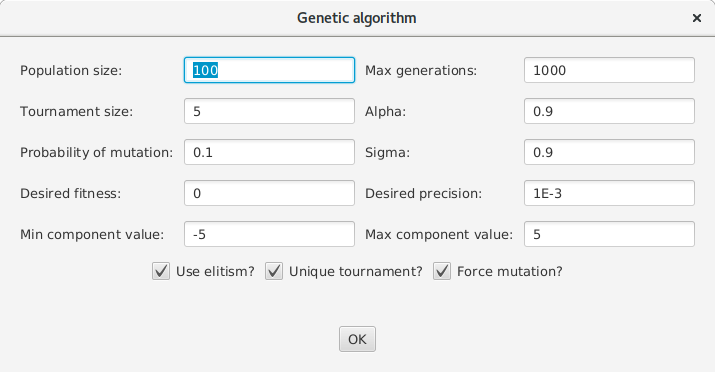 Genetic algorithm
Population size: 100 Max generations: 1000
Tournament size: 5 Alpha: 0.9
Probability of mutation: 0.1 Sigma: 0.9
Desired fitness: 0 Desired precision: 1E-3
Min component value: -5 Max component value: 5
Use elitism? Unique tournament? Force mutation?
OK